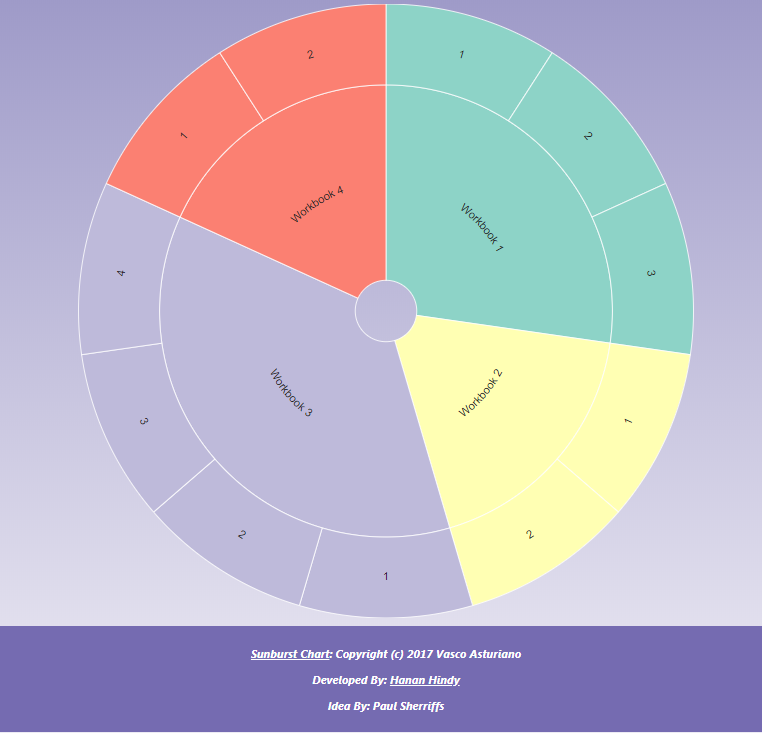 2
1
1
2
Workbook 4
Workbook 1
4
3
Workbook 3
Workbook 2
3
1
2
2
1
Sunburst Chart: Copyright (c) 2017 Vasco Asturiano
Developed By: Hanan Hindy
Idea By: Paul Sherriffs